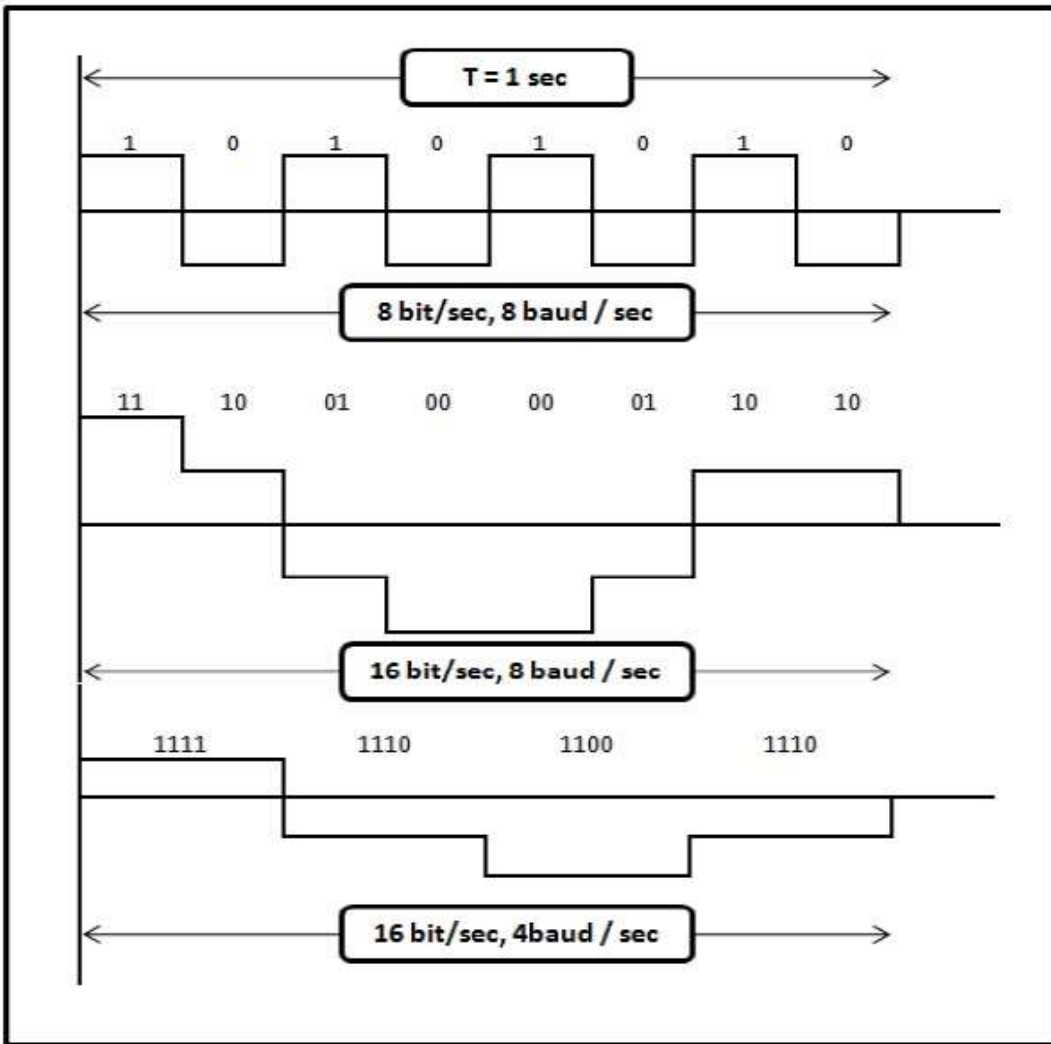 T = 1 sec
1 0 1 0 1 0 1 0
8 bit/sec, 8 baud / sec
11 10 01 00 00 01 10 10
16 bit/sec, 8 baud / sec
1111 1110 1100 1110
16 bit/sec, 4baud / sec